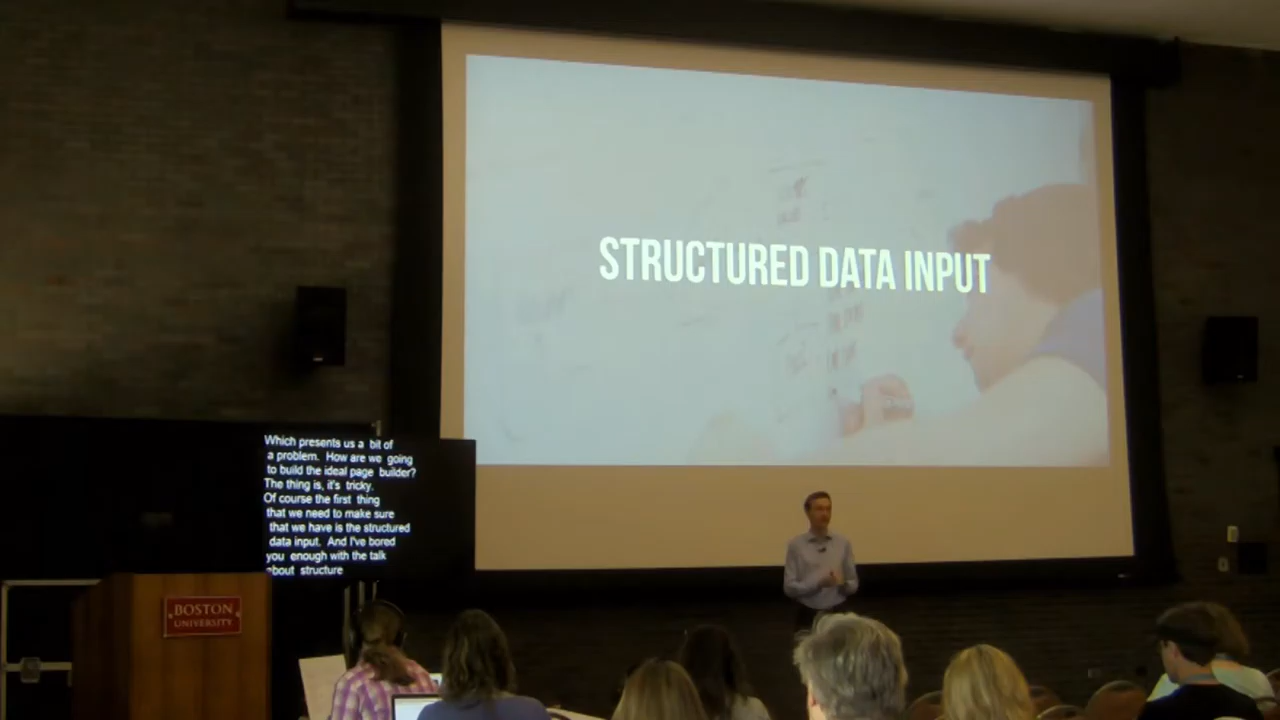 STRUCTURED DATA INPUT
Which presents us a bit of
a problem. How are we going
to build the ideal page builder?
The thing is, it's tricky.
Of course the first thing
that we need to make sure
that we have is the structured
data input. And I've bored
you enough with the talk
about structure
BOSTON
UNIVERSITY